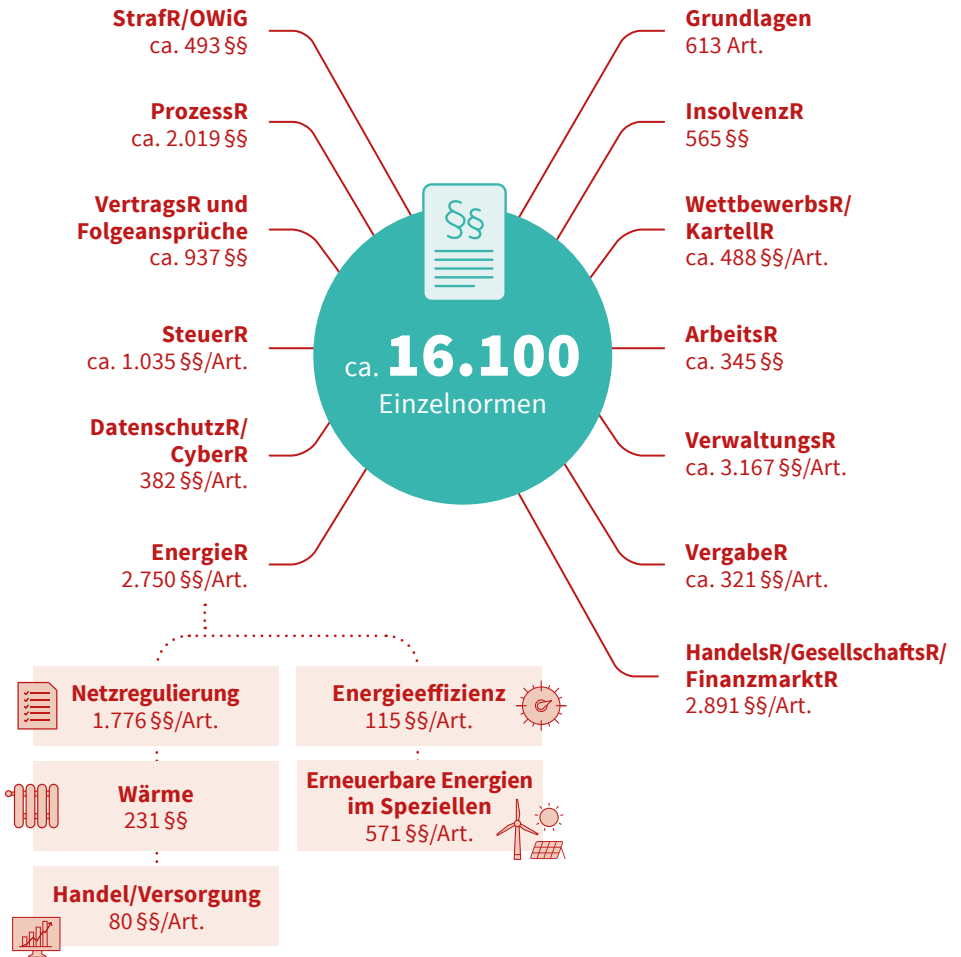 StrafR/OWiG
ca. 493 §§
ProzessR
ca. 2.019 §§
VertragsR und
Folgeansprüche
ca. 937 §§
SteuerR
ca. 1.035 §§/Art.
DatenschutzR/
CyberR
382 §§/Art.
EnergieR
2.750 §§/Art.
§§
ca. 16.100
Einzelnormen
Grundlagen
613 Art.
InsolvenzR
565 §§
WettbewerbsR/
KartellR
ca. 488 §§/Art.
ArbeitsR
ca. 345 §§
VerwaltungsR
ca. 3.167 §§/Art.
VergabeR
ca. 321 §§/Art.
HandelsR/GesellschaftsR/
FinanzmarktR
2.891 §§/Art.
Netzregulierung
1.776 §§/Art.
Energieeffizienz
115 §§/Art.
Wärme
231 §§
Erneuerbare Energien
im Speziellen
571 §§/Art.
Handel/Versorgung
80 §§/Art.